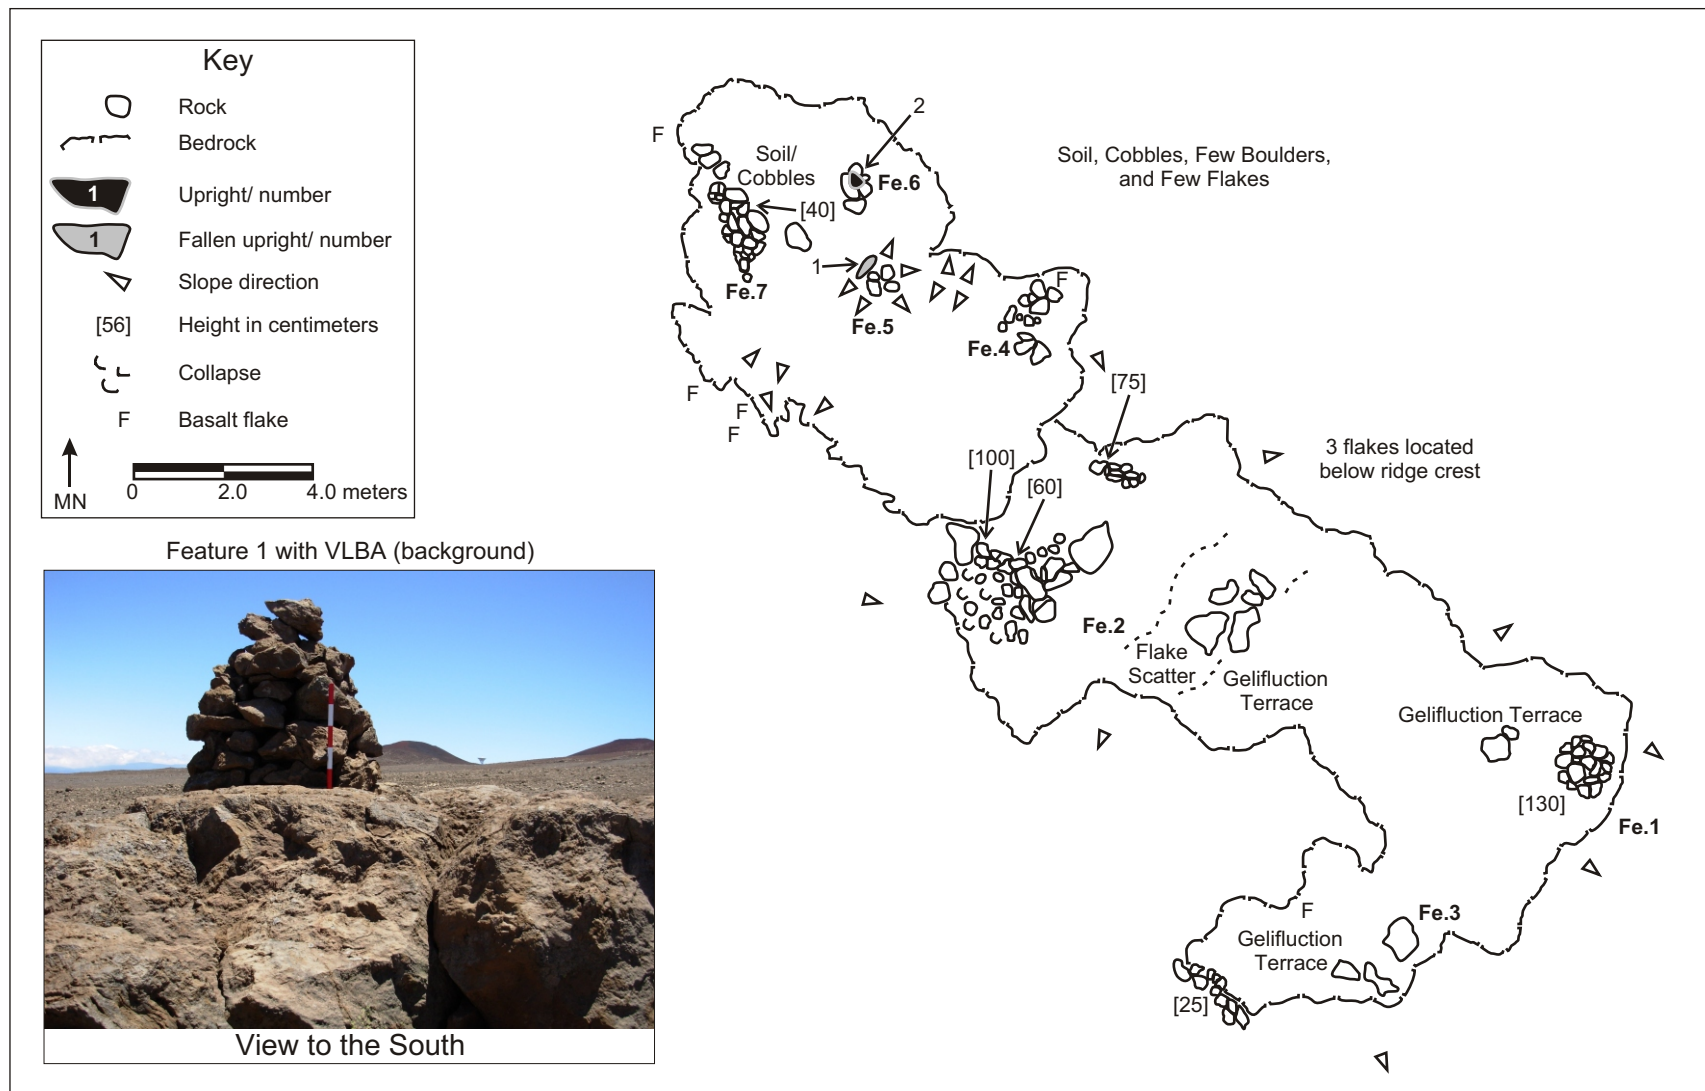 Key
Rock
Bedrock
1
Upright/ number
1
Fallen upright/ number
Slope direction
[56]
Height in centimeters
Collapse
F
Basalt flake
MN
0
2.0
4.0 meters
Feature 1 with VLBA (background)
View to the South
2
F
Soil/
Cobbles
Fe.6
Soil, Cobbles, Few Boulders,
and Few Flakes
[40]
1
Fe.7
F
F
Fe.5
Fe.4
[75]
F
F
F
[100]
[60]
3 flakes located
below ridge crest
Fe.2
Flake
Scatter
Gelifluction
Terrace
Gelifluction Terrace
[130]
Fe.1
F
Fe.3
Gelifluction
Terrace
[25]